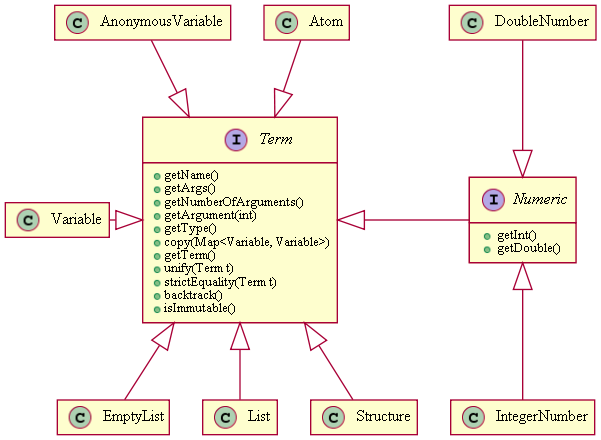 C AnonymousVariable
C Atom
C DoubleNumber
I Term
getName()
getArgs()
getNumberOfArguments()
getArgument(int)
getType()
copy(Map<Variable, Variable>)
getTerm()
unify(Term t)
strictEquality(Term t)
backtrack()
isImmutable()
C Variable
I Numeric
getInt()
getDouble()
C EmptyList
C List
C Structure
C IntegerNumber